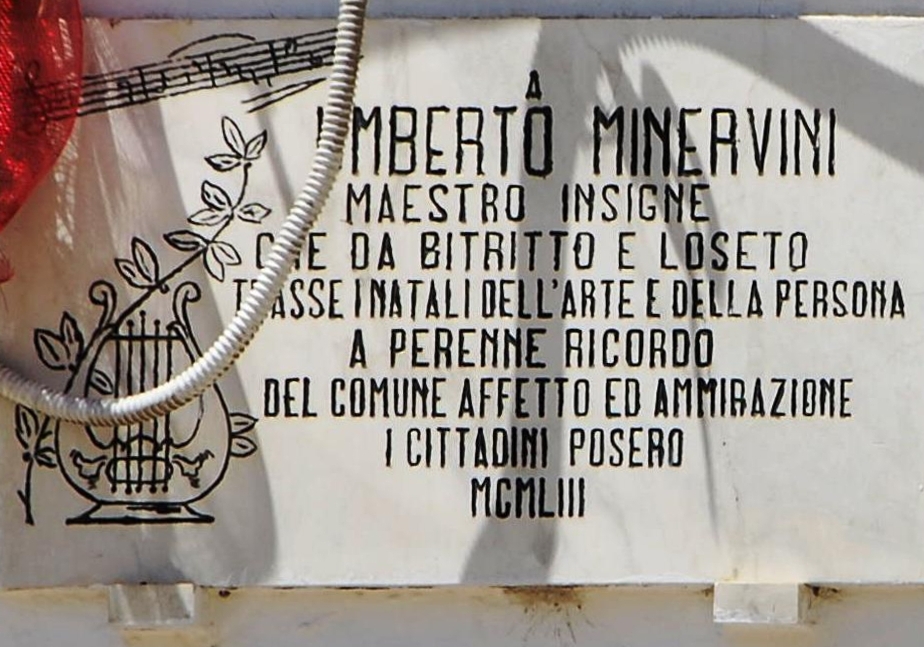 A
UMBERTO MINERVINI
MAESTRO INSIGNE
CHE DA BITRITTO E LOSETO
TRASSE I NATALI DELL'ARTE E DELLA PERSONA
A PERENNE RICORDO
DEL COMUNE AFFETTO ED AMMIRAZIONE
I CITTADINI POSERO
MCMLIII